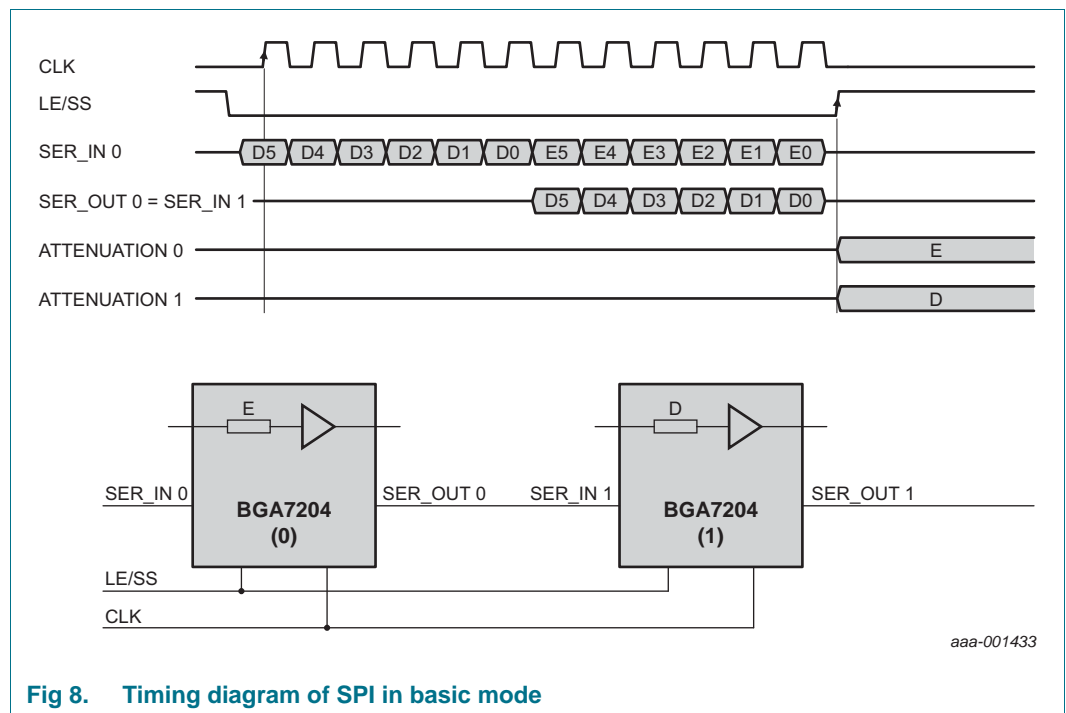 CLK
LE/SS
SER_IN 0 D5 D4 D3 D2 D1 D0 E5 E4 E3 E2 E1 E0
SER_OUT 0 = SER_IN 1 D5 D4 D3 D2 D1 D0
ATTENUATION 0 E
ATTENUATION 1 D
E D
SER_IN 0 SER_OUT 0 SER_IN 1 SER_OUT 1
BGA7204 BGA7204
(0) (1)
LE/SS
CLK
aaa-001433
Fig 8. Timing diagram of SPI in basic mode